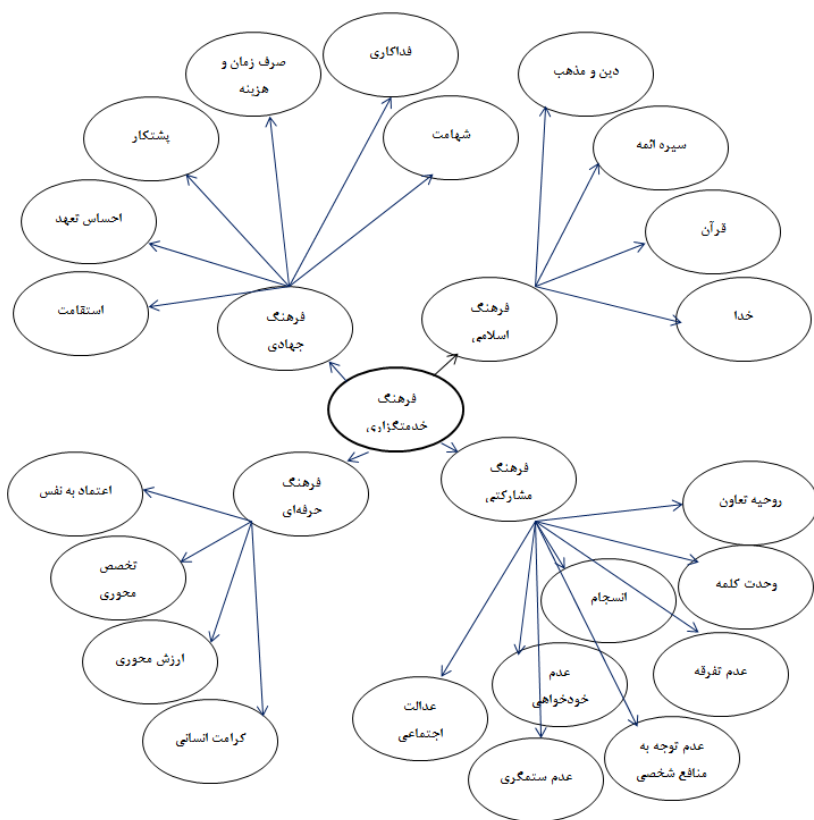 فداکاری
صرف زمان و
هزینه
دین و مذهب
پشتکار
شهامت
سیره ائمه
احساس تعهد
قرآن
استقامت
فرهنگ
جهادی
فرهنگ
اسلامی
خدا
فرهنگ
خدمتگزاری
فرهنگ
حرفه‌ای
فرهنگ
مشارکتی
اعتماد به نفس
روحیه تعاون
تخصص
محوری
انسجام
وحدت کلمه
ارزش محوری
عدم
خودخواهی
عدم تفرقه
کرامت انسانی
عدالت
اجتماعی
عدم ستمگری
عدم توجه به
منافع شخصی